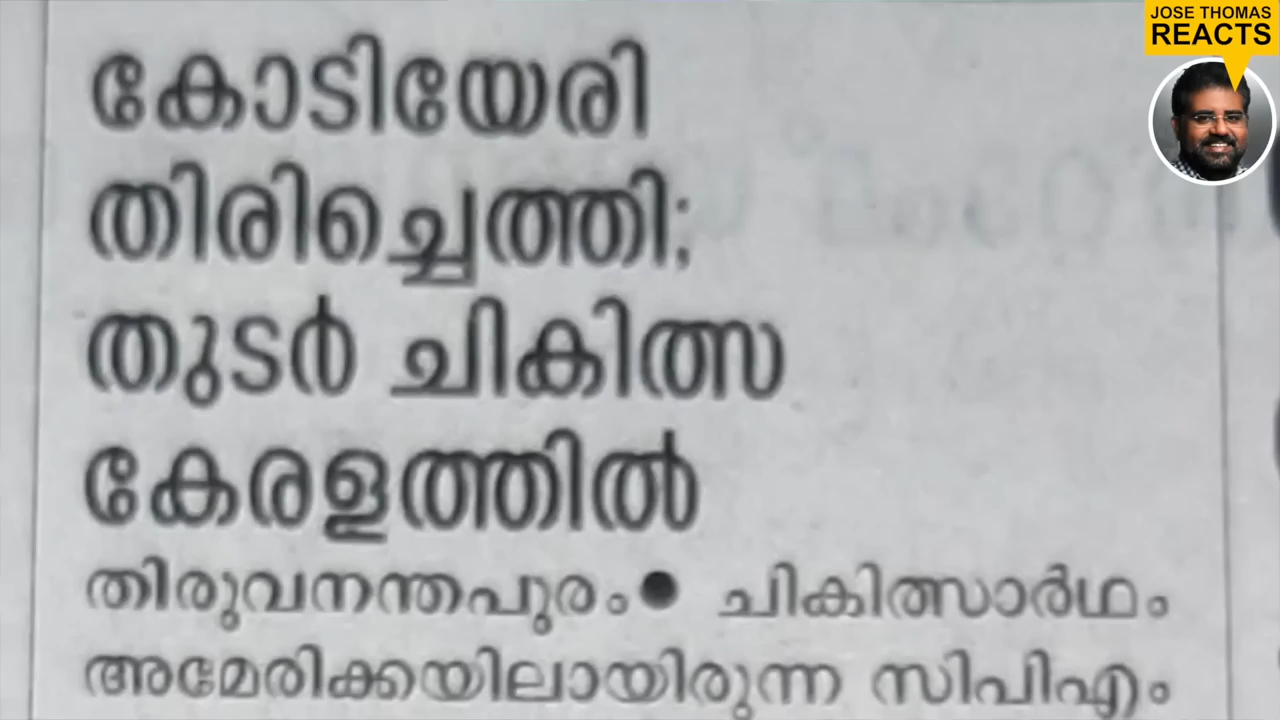 JOSE THOMAS
REACTS
കോടിയേരി
തിരിച്ചെത്തി;
തുടർ ചികിത്സ
കേരളത്തിൽ
തിരുവനന്തപുരം● ചികിത്സാർഥം
അമേരിക്കയിലായിരുന്ന സിപിഎം